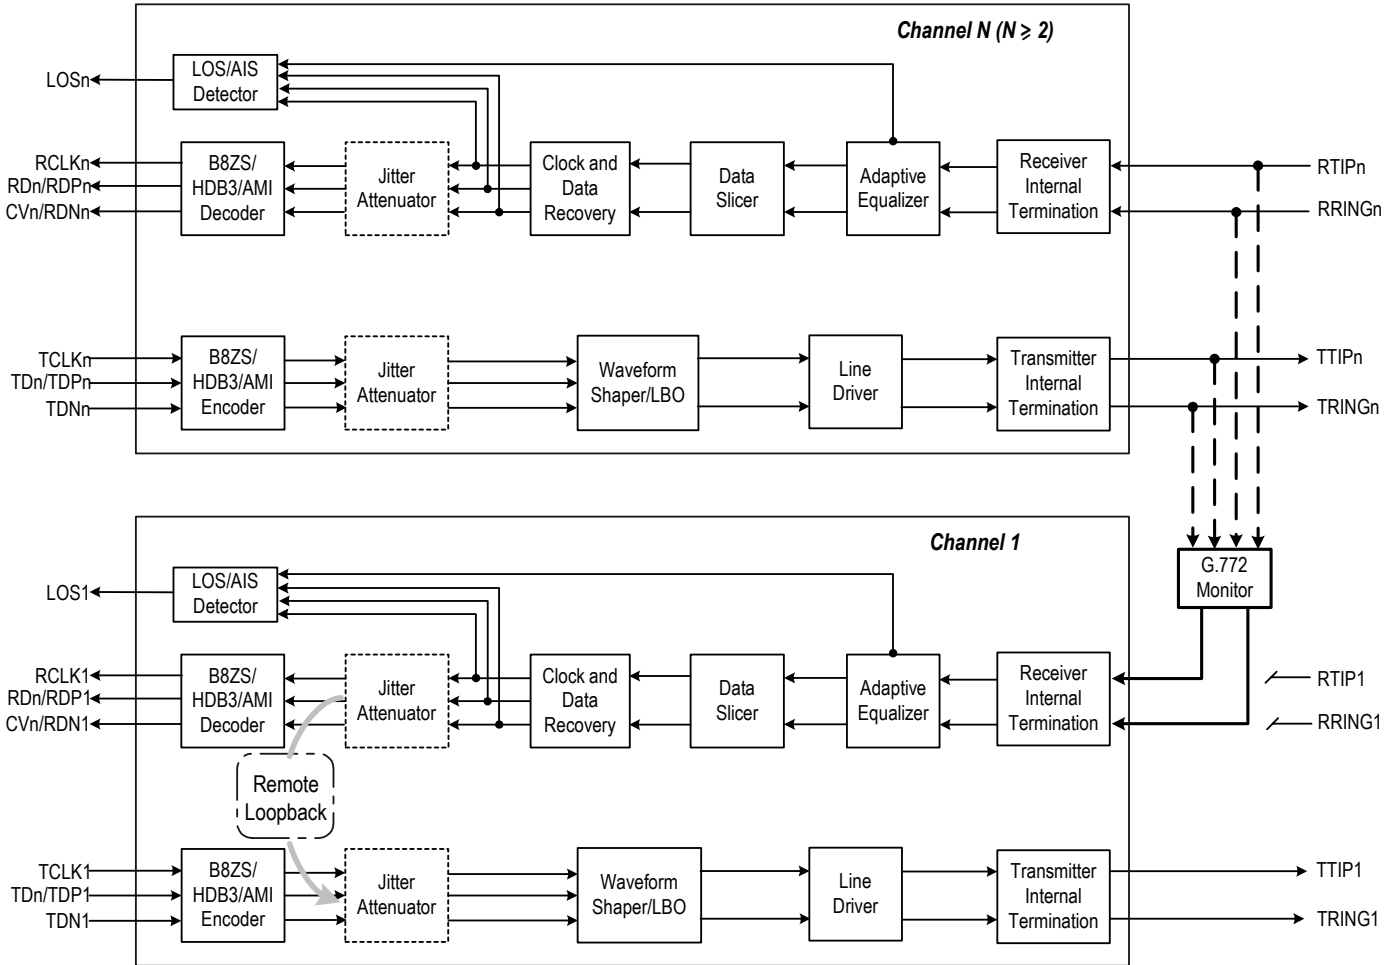 Channel N (N ⩾ 2)
LOSn
LOS/AIS
Detector
RCLKn
RDn/RDPn
CVn/RDNn
B8ZS/
HDB3/AMI
Decoder
Jitter
Attenuator
Clock and
Data
Recovery
Data
Slicer
Adaptive
Equalizer
Receiver
Internal
Termination
RTIPn
RRINGn
TCLKn
TDn/TDPn
TDNn
B8ZS/
HDB3/AMI
Encoder
Jitter
Attenuator
Waveform
Shaper/LBO
Line
Driver
Transmitter
Internal
Termination
TTIPn
TRINGn
G.772
Monitor
Channel 1
LOS1
LOS/AIS
Detector
RCLK1
RDn/RDP1
CVn/RDN1
B8ZS/
HDB3/AMI
Decoder
Jitter
Attenuator
Clock and
Data
Recovery
Data
Slicer
Adaptive
Equalizer
Receiver
Internal
Termination
RTIP1
RRING1
Remote
Loopback
TCLK1
TDn/TDP1
TDN1
B8ZS/
HDB3/AMI
Encoder
Jitter
Attenuator
Waveform
Shaper/LBO
Line
Driver
Transmitter
Internal
Termination
TTIP1
TRING1